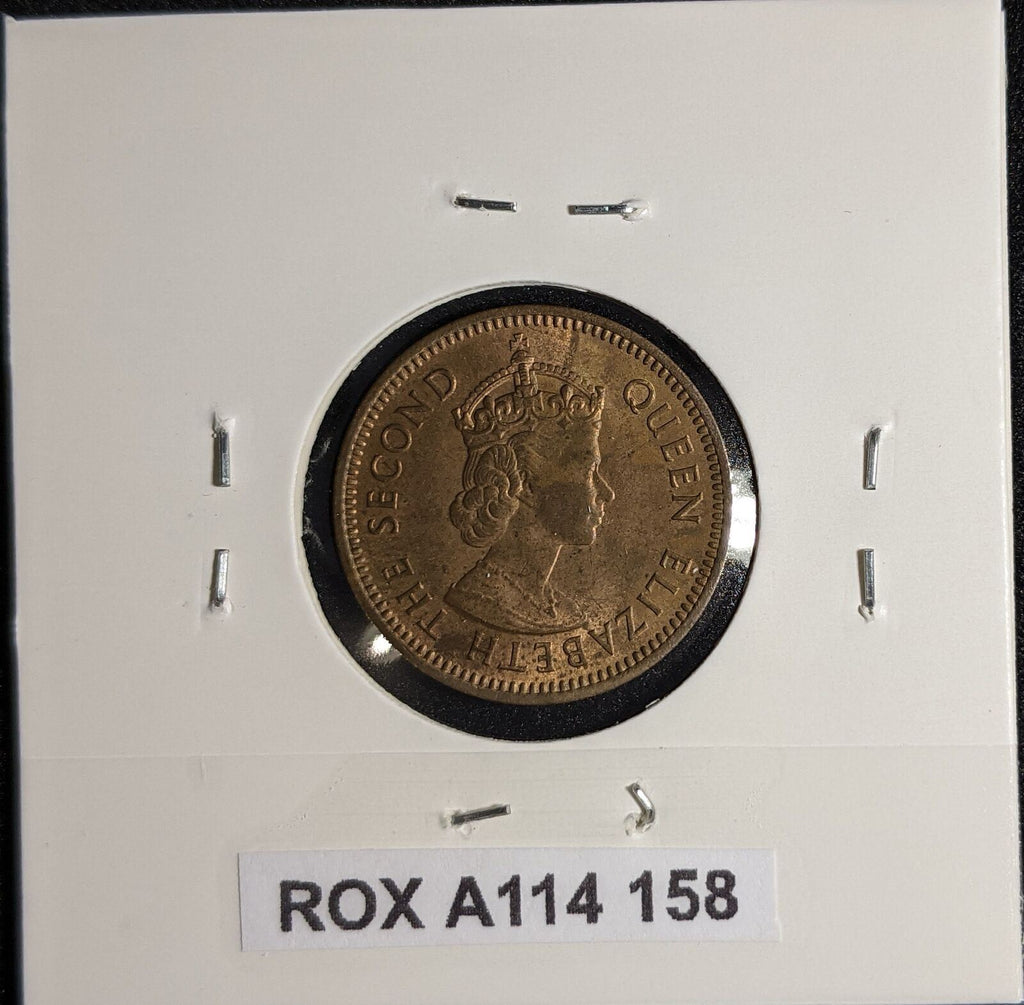 QUEEN ELIZABETH THE SECOND
ROX A114 158